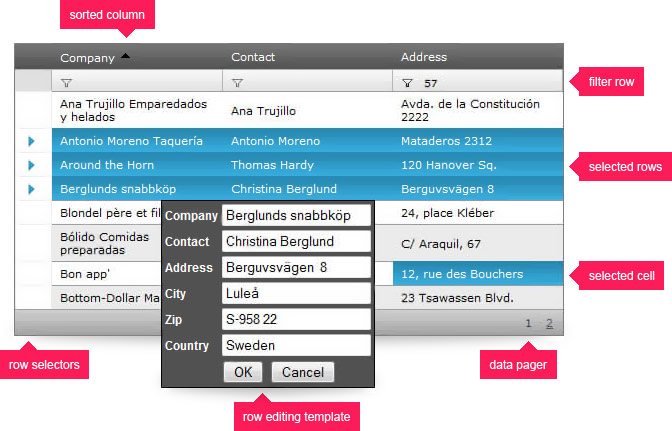 sorted column
Company Contact Address
57
filter row
Ana Trujillo Emparedados
y helados
Ana Trujillo
Avda. de la Constitución
2222
Antonio Moreno Taquería Antonio Moreno Mataderos 2312
Around the Horn Thomas Hardy 120 Hanover Sq.
selected rows
Berglunds snabbköp Christina Berglund Berguvsvägen 8
Blondel père et fil
24, place Kléber
Bólido Comidas
preparadas
C/ Araquil, 67
Bon app'
12, rue des Bouchers
selected cell
Bottom-Dollar Ma
23 Tsawassen Blvd.
1 2
Company Berglunds snabbköp
Contact Christina Berglund
Address Berguvsvägen 8
City Luleå
Zip S-958 22
Country Sweden
OK Cancel
row selectors
data pager
row editing template